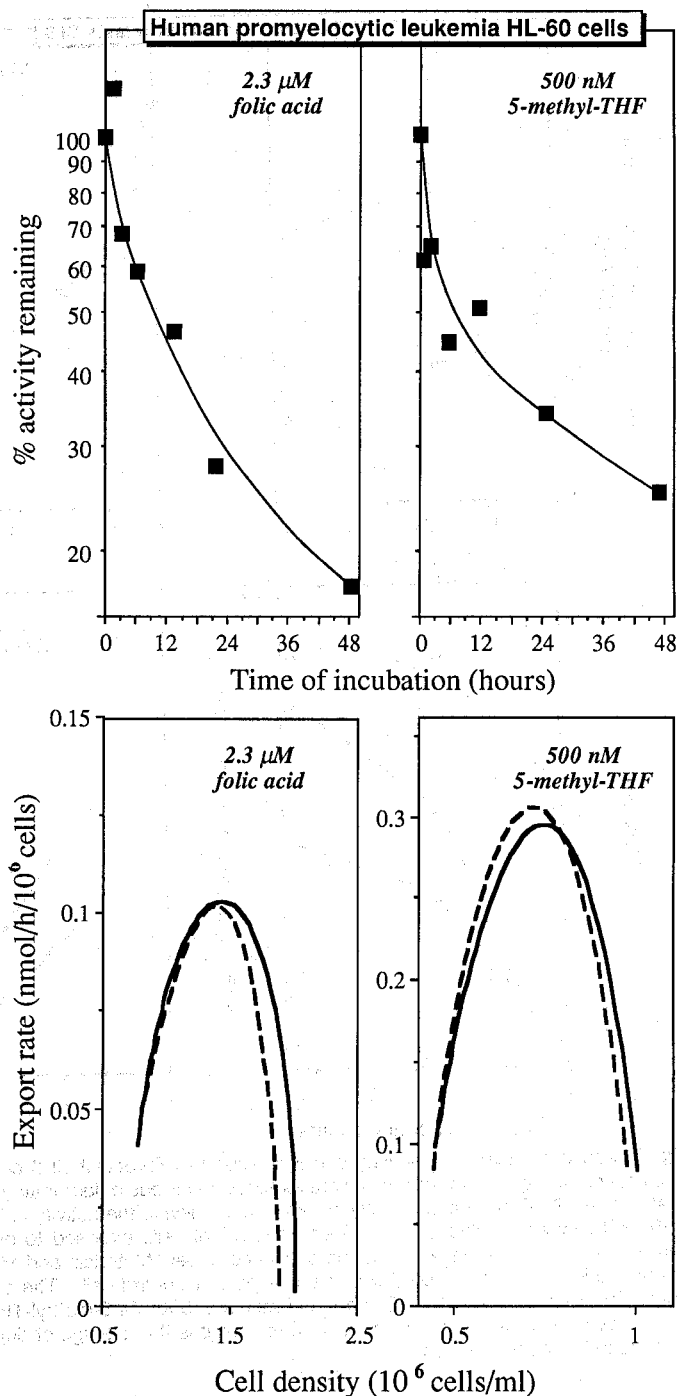 Human promyelocytic leukemia HL-60 cells
2.3 µM
folic acid
500 nM
5-methyl-THF
% activity remaining
100
90
80
70
60
50
40
30
20
0 12 24 36 48
0 12 24 36 48
Time of incubation (hours)
2.3 µM
folic acid
500 nM
5-methyl-THF
Export rate (nmol/h/10⁶ cells)
0.15
0.1
0.05
0
0.3
0.2
0.1
0
0.5 1.5 2.5
0.5 1
Cell density (10⁶ cells/ml)